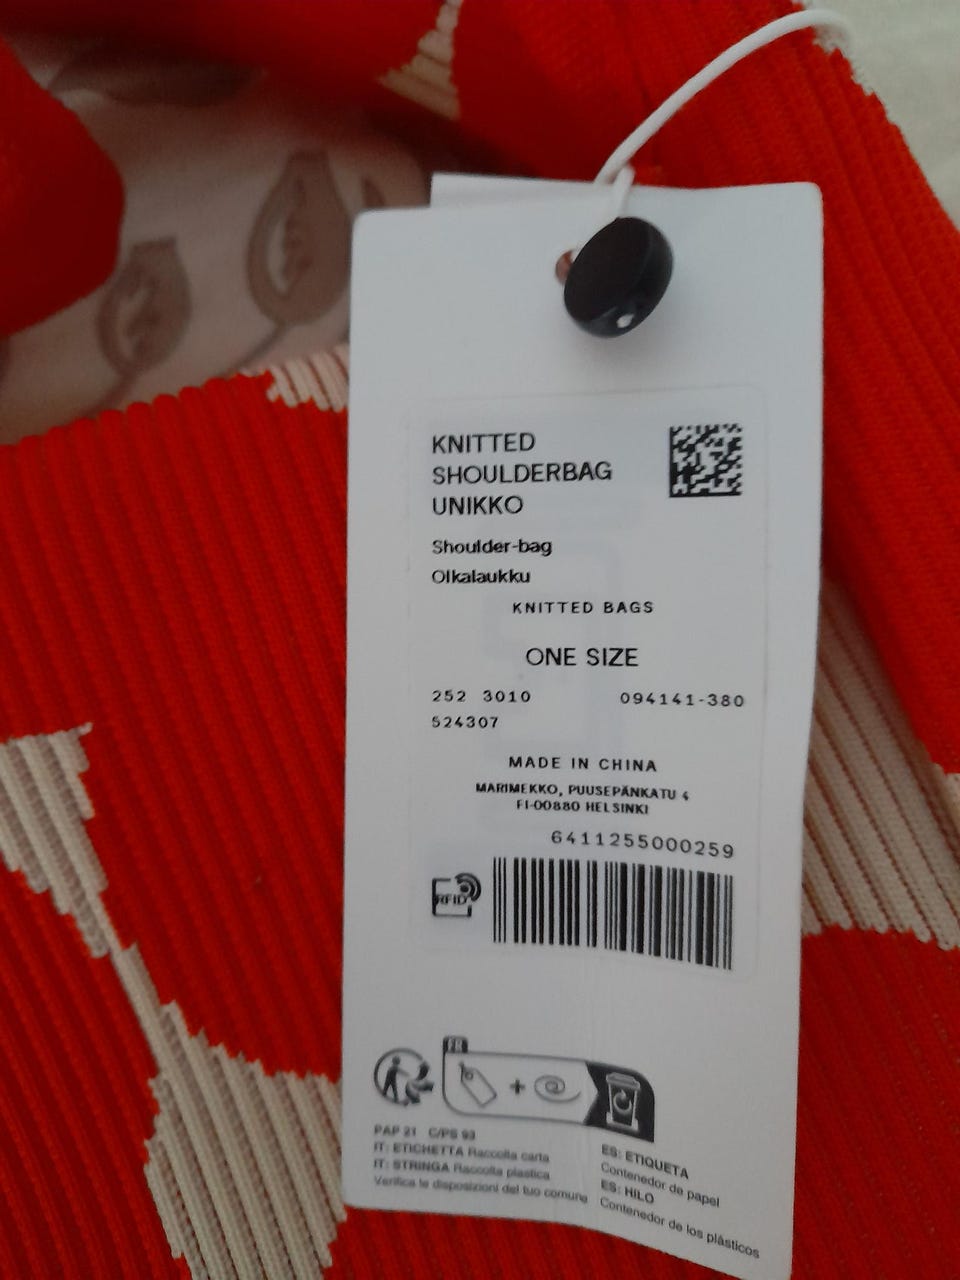 KNITTED
SHOULDERBAG
UNIKKO
Shoulder-bag
Olkalaukku
KNITTED BAGS
ONE SIZE
252 3010 094141-380
524307
MADE IN CHINA
MARIMEKKO, PUUSEPÄNKATU 4
FI-00880 HELSINKI
6411255000259
RFID
FR
+
PAP 21 C/PS 93
IT: ETICHETTA Raccolta carta
IT: STRINGA Raccolta plastica
Verifica le disposizioni del tuo comune
ES: ETIQUETA
Contenedor de papel
ES: HILO
Contenedor de los plásticos